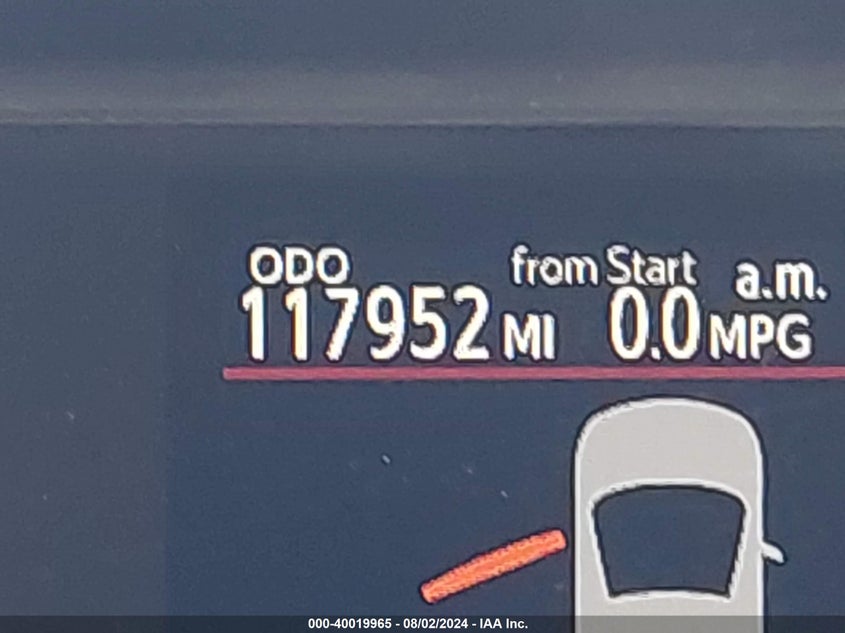 ODO from Start a.m.
117952 MI 0.0 MPG
000-40019965 - 08/02/2024 - IAA Inc.